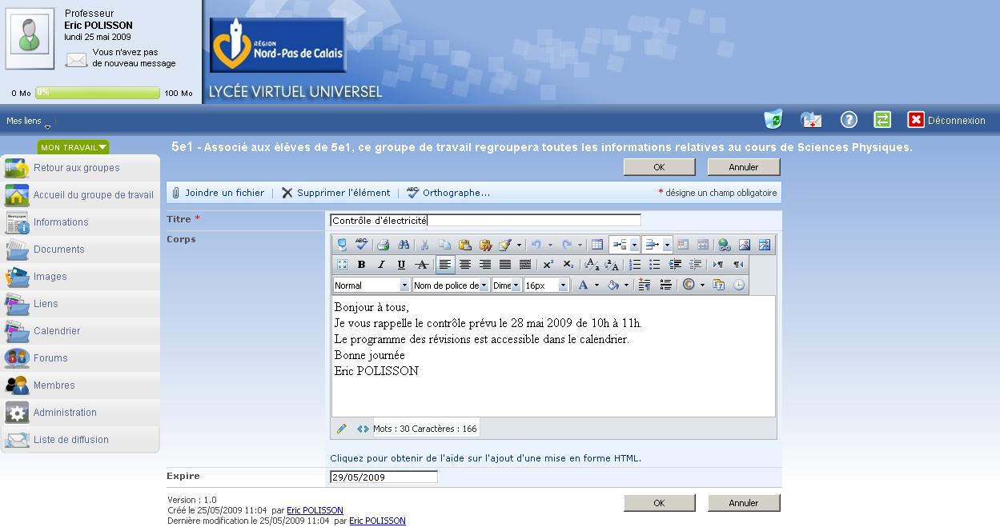 Professeur
Eric POLISSON
lundi 25 mai 2009
Vous n'avez pas
de nouveau message
0 Mo 0% 100 Mo
RÉGION
Nord-Pas de Calais
LYCÉE VIRTUEL UNIVERSEL
Mes liens
Déconnexion
MON TRAVAIL
5e1 - Associé aux élèves de 5e1, ce groupe de travail regroupera toutes les informations relatives au cours de Sciences Physiques.
Retour aux groupes
Accueil du groupe de travail
Informations
Documents
Images
Liens
Calendrier
Forums
Membres
Administration
Liste de diffusion
OK Annuler
Joindre un fichier | Supprimer l'élément | Orthographe... * désigne un champ obligatoire
Titre * Contrôle d'électricité
Corps
Normal Nom de police de Dime 16px
Bonjour à tous,
Je vous rappelle le contrôle prévu le 28 mai 2009 de 10h à 11h.
Le programme des révisions est accessible dans le calendrier.
Bonne journée
Eric POLISSON
Mots : 30 Caractères : 166
Cliquez pour obtenir de l'aide sur l'ajout d'une mise en forme HTML.
Expire 29/05/2009
Version : 1.0
Créé le 25/05/2009 11:04 par Eric POLISSON
Dernière modification le 25/05/2009 11:04 par Eric POLISSON
OK Annuler